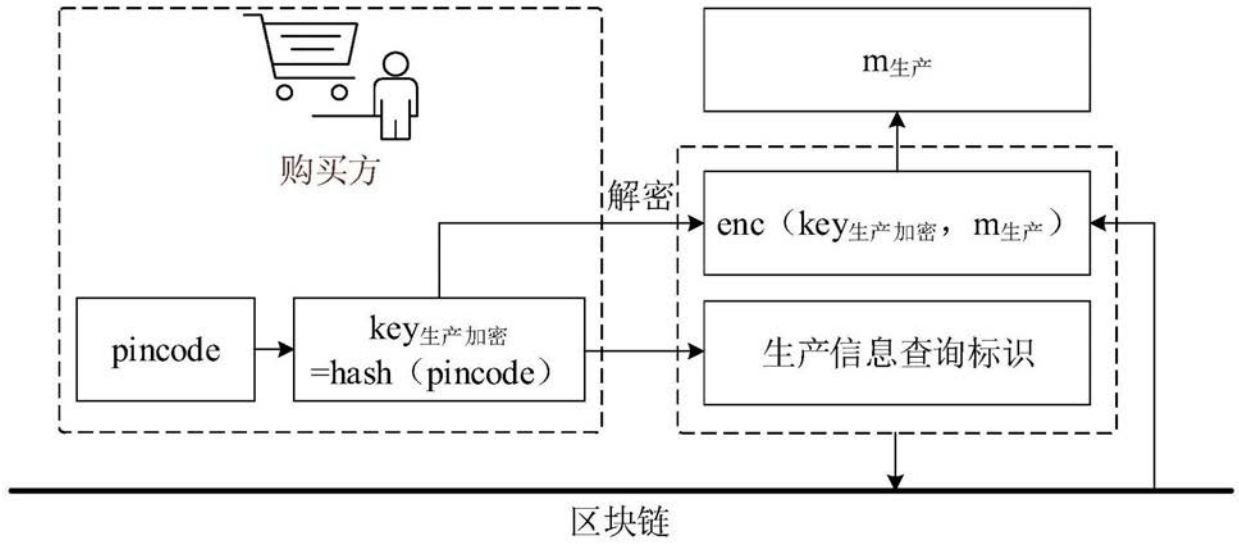 购买方
m生产
解密
enc（key生产加密，m生产）
pincode
key生产加密
=hash（pincode）
生产信息查询标识
区块链